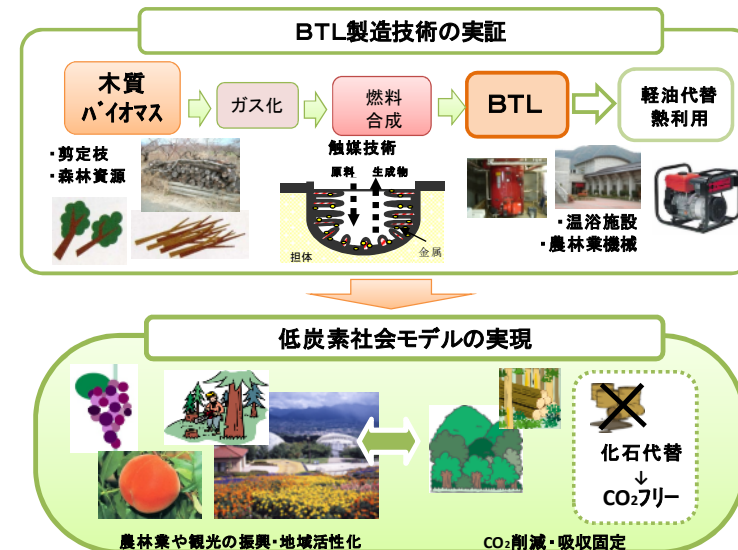 BTL製造技術の実証
木質
バイオマス
ガス化
燃料
合成
BTL
軽油代替
熱利用
・剪定枝
・森林資源
触媒技術
原料
生成物
担体
金属
・温浴施設
・農林業機械
低炭素社会モデルの実現
化石代替
↓
CO₂フリー
農林業や観光の振興・地域活性化
CO₂削減・吸収固定